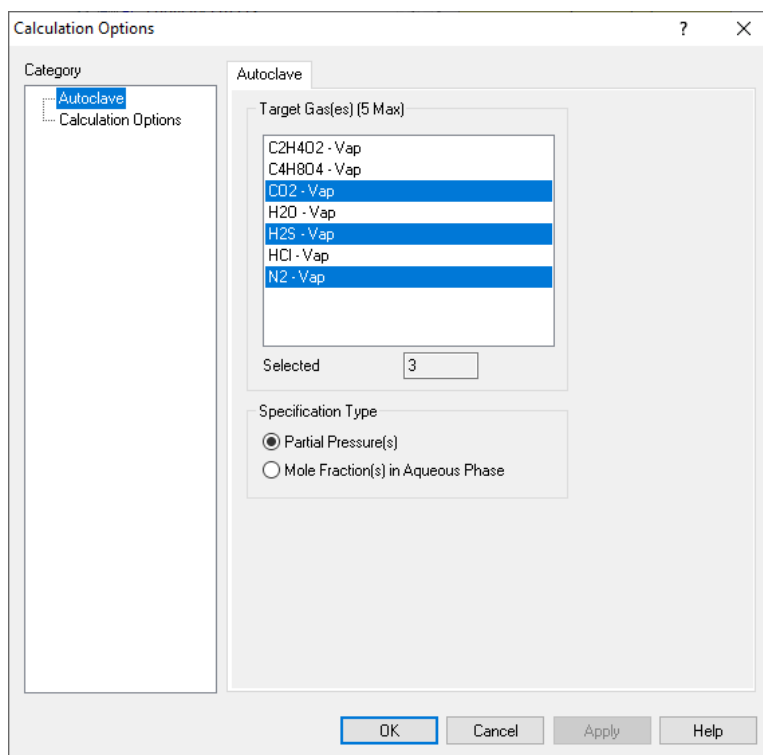 Calculation Options
?
Category
Autoclave
Calculation Options
Autoclave
Target Gas(es) (5 Max)
C2H4O2 - Vap
C4H8O4 - Vap
CO2 - Vap
H2O - Vap
H2S - Vap
HCl - Vap
N2 - Vap
Selected 3
Specification Type
Partial Pressure(s)
Mole Fraction(s) in Aqueous Phase
OK Cancel Apply Help